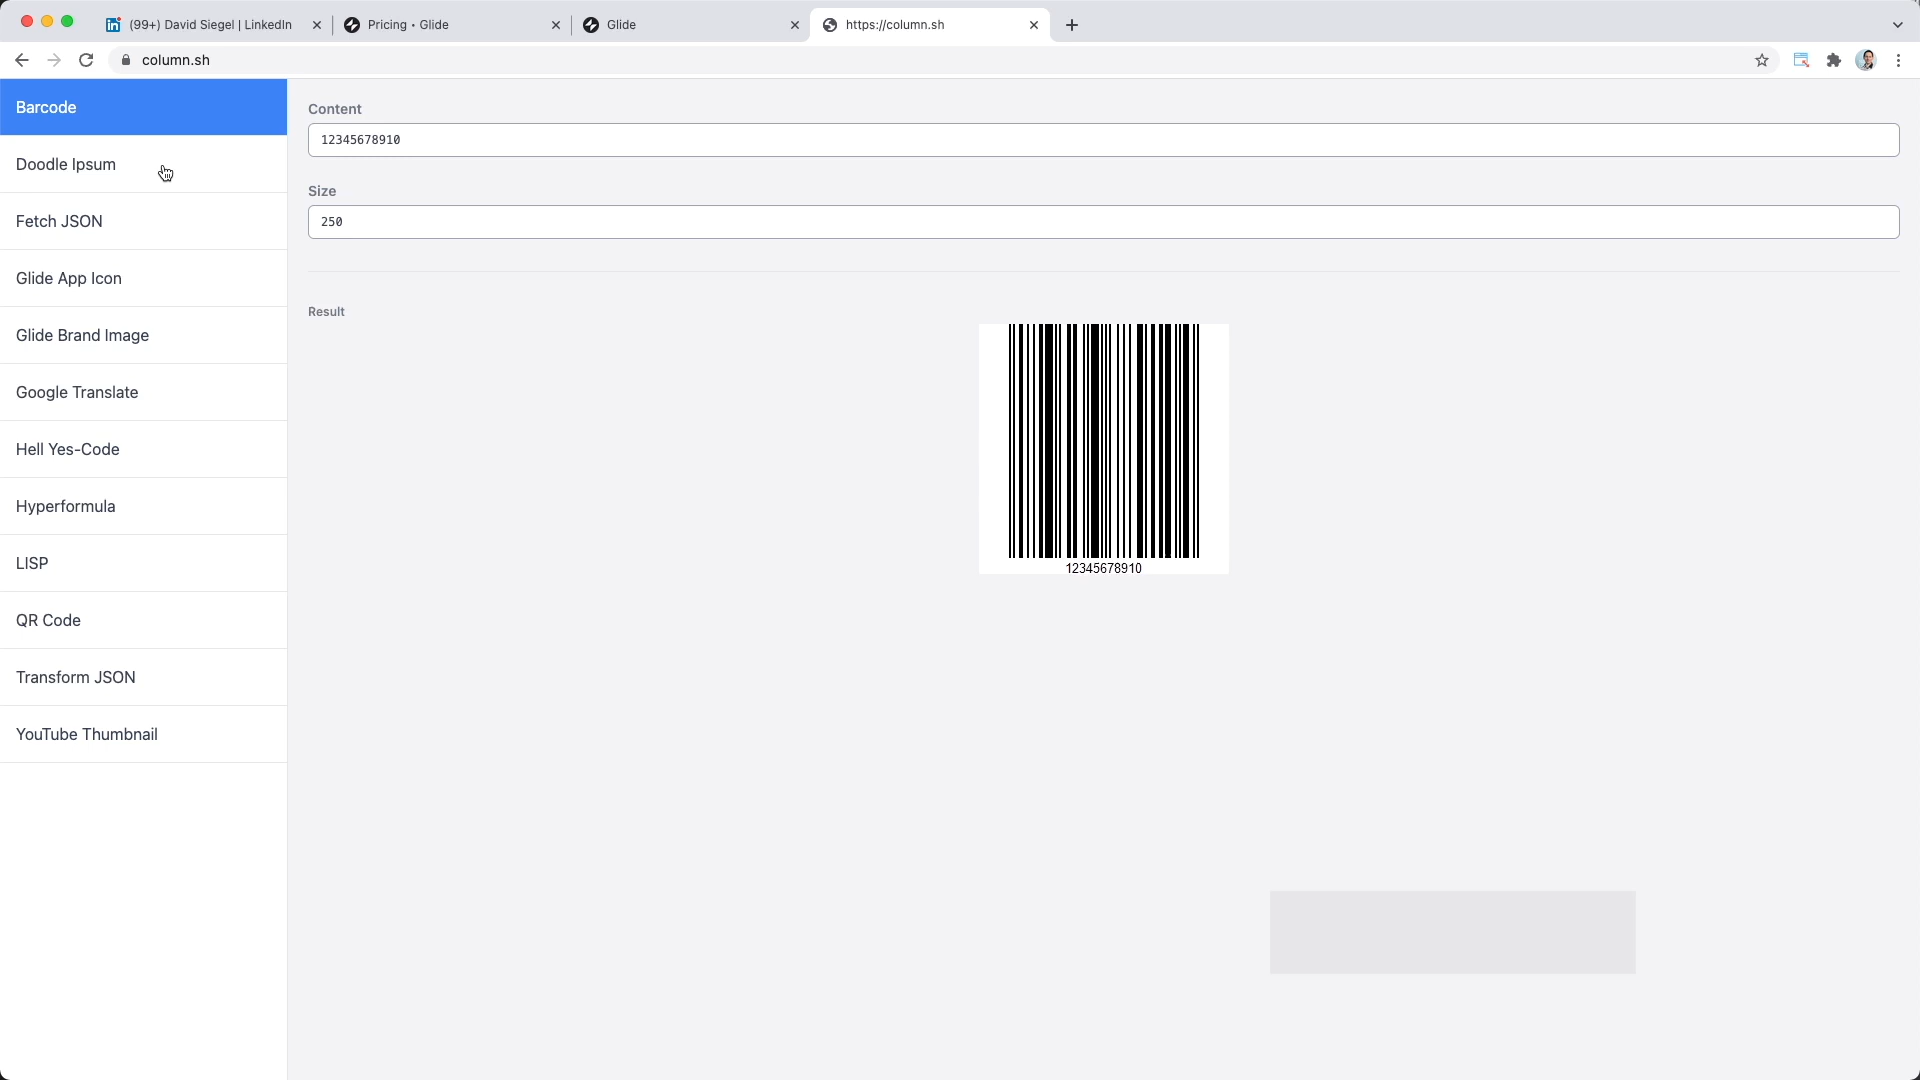 (99+) David Siegel | LinkedIn
Pricing • Glide
Glide
https://column.sh
column.sh
Barcode
Doodle Ipsum
Fetch JSON
Glide App Icon
Glide Brand Image
Google Translate
Hell Yes-Code
Hyperformula
LISP
QR Code
Transform JSON
YouTube Thumbnail
Content
12345678910
Size
250
Result
12345678910